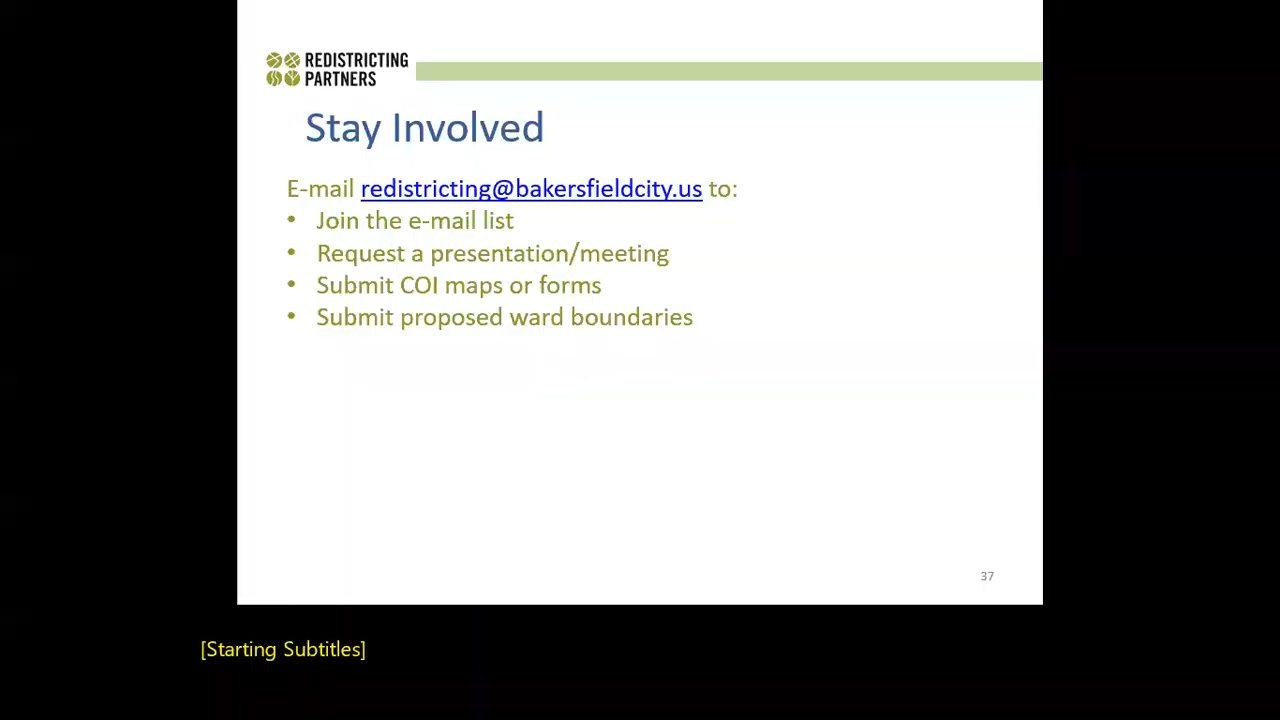 REDISTRICTING
PARTNERS
Stay Involved
E-mail redistricting@bakersfieldcity.us to:
• Join the e-mail list
• Request a presentation/meeting
• Submit COI maps or forms
• Submit proposed ward boundaries
37
[Starting Subtitles]